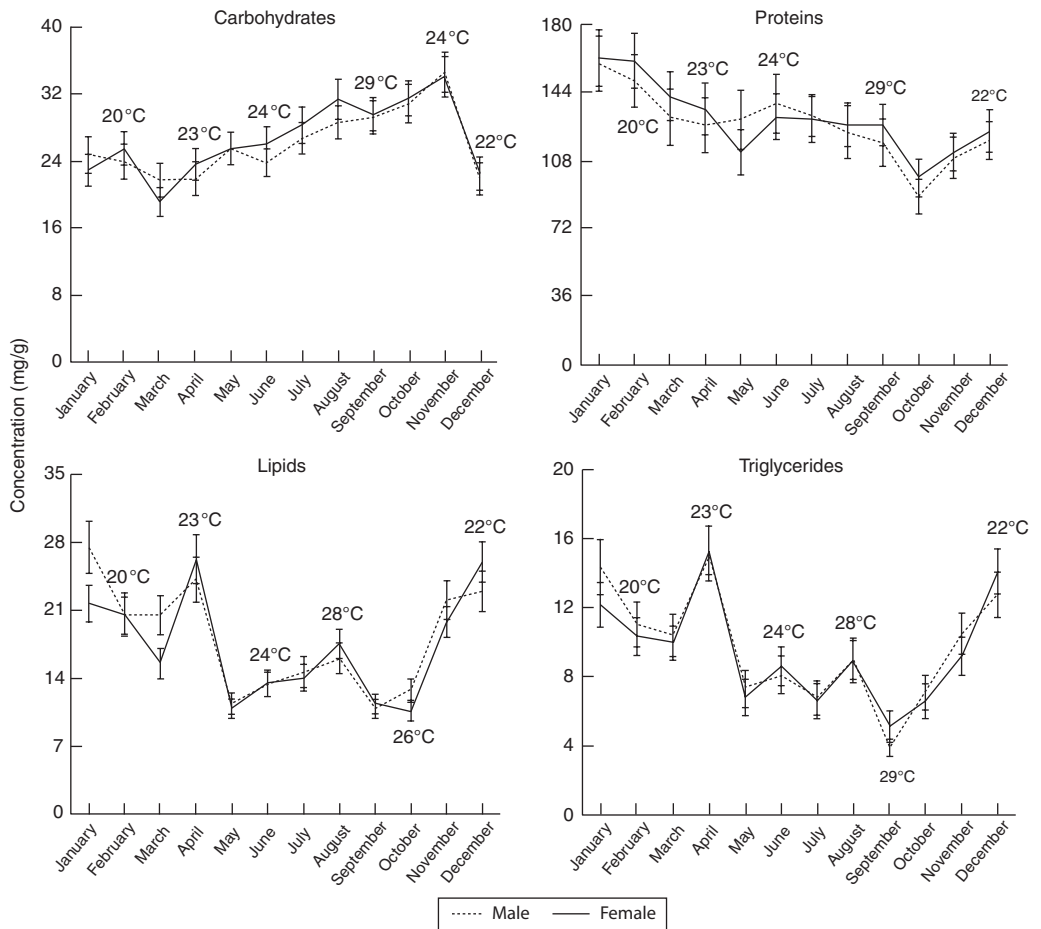 Concentration (mg/g)
Carbohydrates
40
32
24
16
8
0
20°C
23°C
24°C
29°C
24°C
22°C
January
February
March
April
May
June
July
August
September
October
November
December
Proteins
180
144
108
72
36
0
20°C
23°C
24°C
29°C
22°C
January
February
March
April
May
June
July
August
September
October
November
December
Lipids
35
28
21
14
7
0
20°C
23°C
24°C
28°C
26°C
22°C
January
February
March
April
May
June
July
August
September
October
November
December
Triglycerides
20
16
12
8
4
0
20°C
23°C
24°C
28°C
29°C
22°C
January
February
March
April
May
June
July
August
September
October
November
December
Male Female